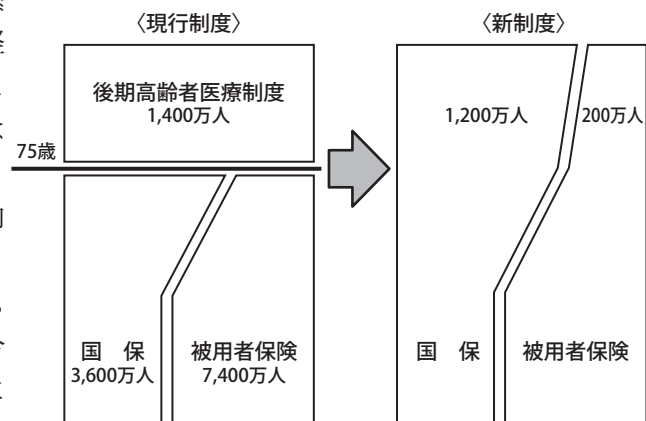 〈現行制度〉
後期高齢者医療制度
1,400万人
75歳
国　保
3,600万人
被用者保険
7,400万人
〈新制度〉
1,200万人
200万人
国　保
被用者保険